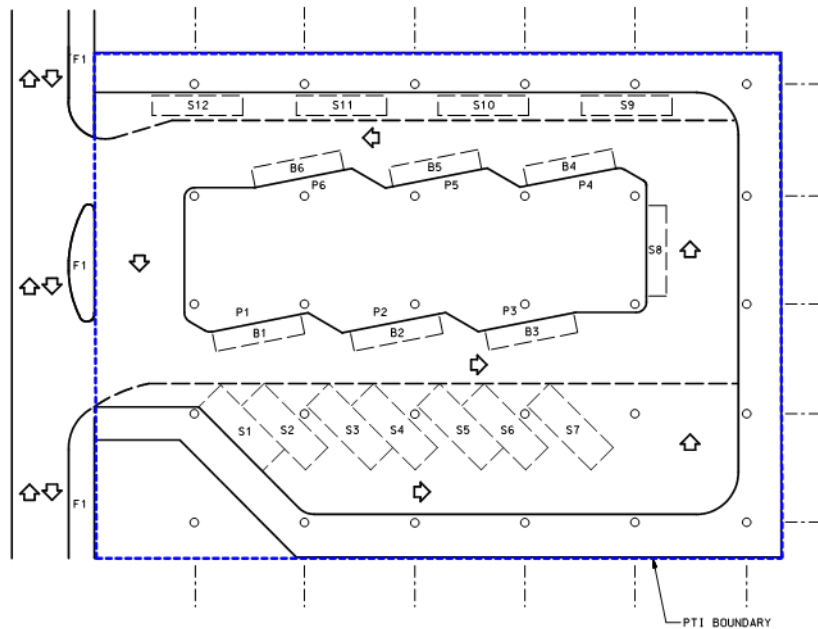 F1
S12 S11 S10 S9
B6 B5 B4
P6 P5 P4
F1
S8
P1 P2 P3
B1 B2 B3
S1 S2 S3 S4 S5 S6 S7
F1
PTI BOUNDARY